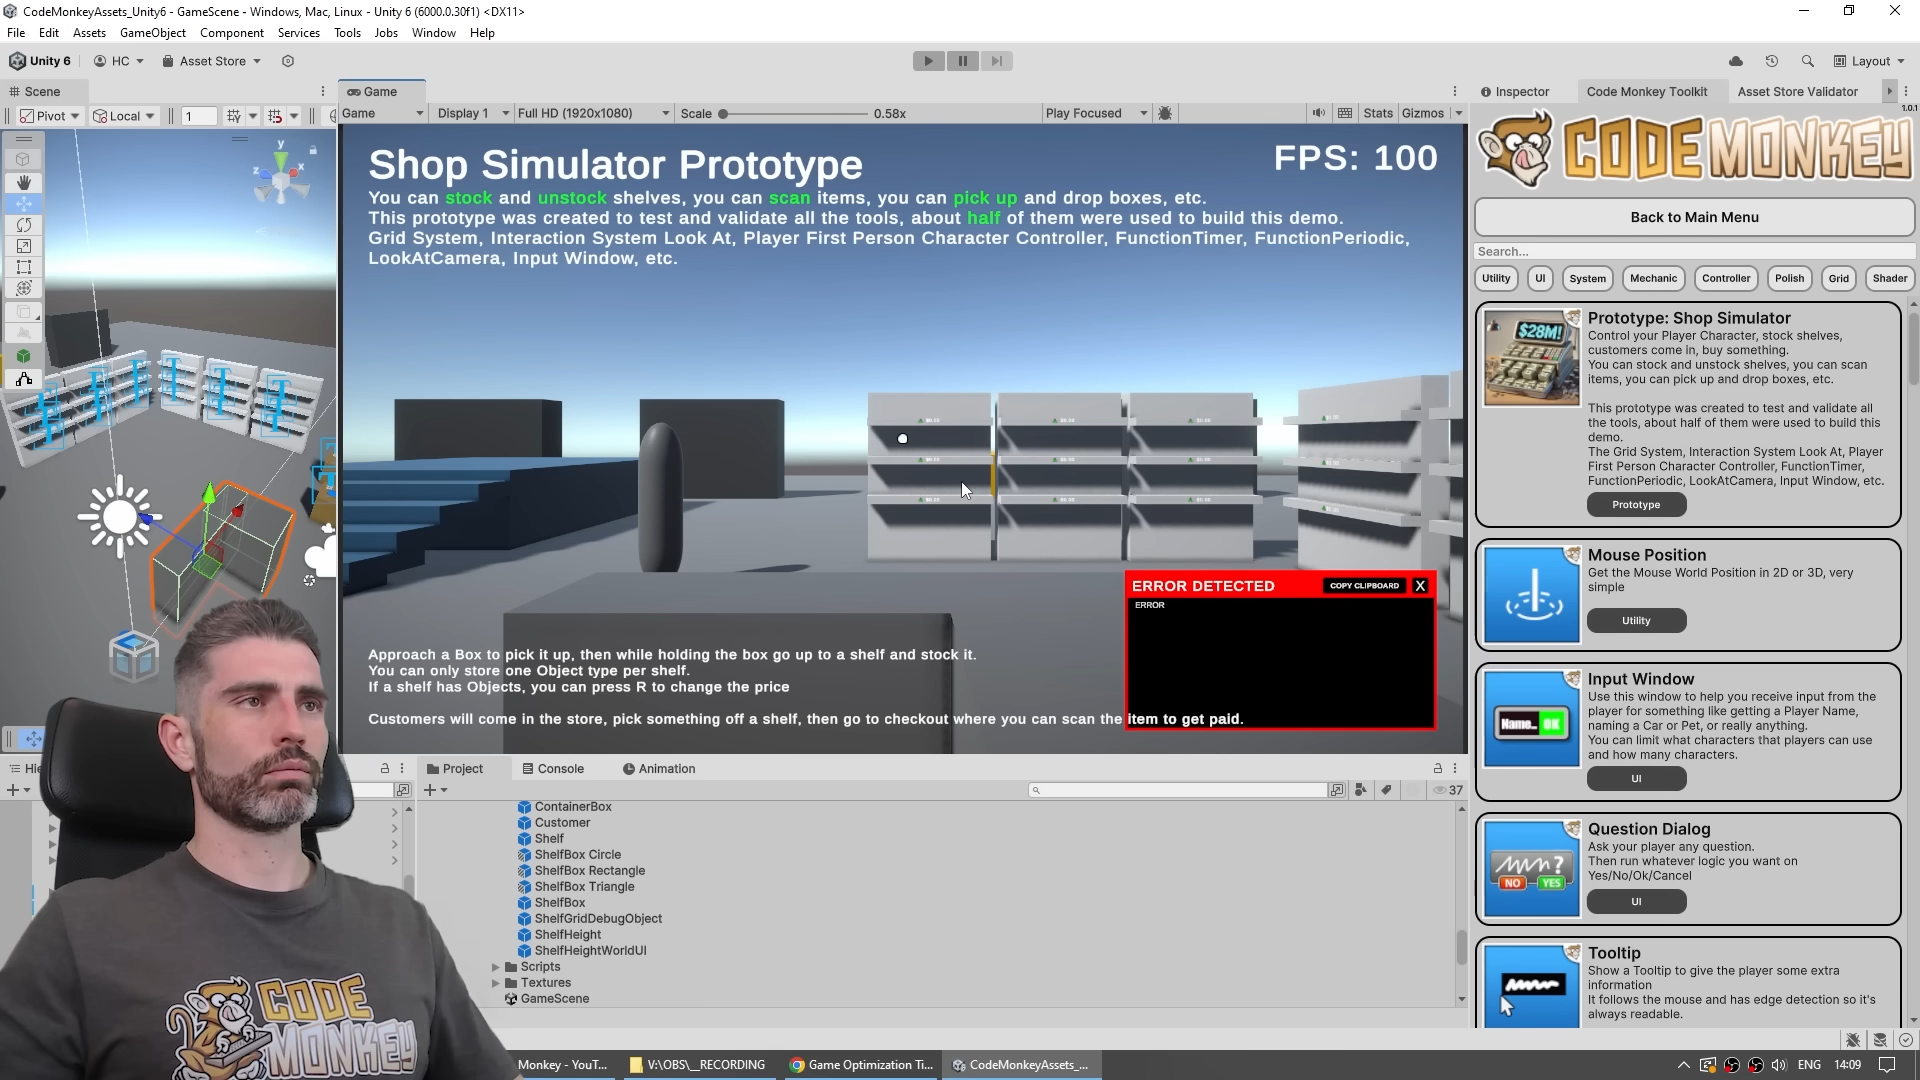 CodeMonkeyAssets_Unity6 - GameScene - Windows, Mac, Linux - Unity 6 (6000.0.30f1) <DX11>
File Edit Assets GameObject Component Services Tools Jobs Window Help
Unity 6 HC Asset Store Layout
Scene
Game
Inspector Code Monkey Toolkit Asset Store Validator
Pivot Local 1
Game Display 1 Full HD (1920x1080) Scale 0.58x Play Focused Stats Gizmos
1.0.1
CODE MONKEY
Back to Main Menu
Search...
Utility UI System Mechanic Controller Polish Grid Shader
Shop Simulator Prototype
FPS: 100
You can stock and unstock shelves, you can scan items, you can pick up and drop boxes, etc.
This prototype was created to test and validate all the tools, about half of them were used to build this demo.
Grid System, Interaction System Look At, Player First Person Character Controller, FunctionTimer, FunctionPeriodic,
LookAtCamera, Input Window, etc.
ERROR DETECTED COPY CLIPBOARD X
ERROR
Approach a Box to pick it up, then while holding the box go up to a shelf and stock it.
You can only store one Object type per shelf.
If a shelf has Objects, you can press R to change the price
Customers will come in the store, pick something off a shelf, then go to checkout where you can scan the item to get paid.
$28M!
Prototype: Shop Simulator
Control your Player Character, stock shelves,
customers come in, buy something.
You can stock and unstock shelves, you can scan
items, you can pick up and drop boxes, etc.
This prototype was created to test and validate all
the tools, about half of them were used to build this
demo.
The Grid System, Interaction System Look At, Player
First Person Character Controller, FunctionTimer,
FunctionPeriodic, LookAtCamera, Input Window, etc.
Prototype
Mouse Position
Get the Mouse World Position in 2D or 3D, very
simple
Utility
Name.. OK
Input Window
Use this window to help you receive input from the
player for something like getting a Player Name,
naming a Car or Pet, or really anything.
You can limit what characters that players can use
and how many characters.
UI
? NO YES
Question Dialog
Ask your player any question.
Then run whatever logic you want on
Yes/No/Ok/Cancel
UI
Tooltip
Show a Tooltip to give the player some extra
information
It follows the mouse and has edge detection so it's
always readable.
Hie
Project Console Animation
37
ContainerBox
Customer
Shelf
ShelfBox Circle
ShelfBox Rectangle
ShelfBox Triangle
ShelfBox
ShelfGridDebugObject
ShelfHeight
ShelfHeightWorldUI
Scripts
Textures
GameScene
CODE
MONKEY
Monkey - YouT... V:\OBS\__RECORDING Game Optimization Ti... CodeMonkeyAssets_... ENG 14:09